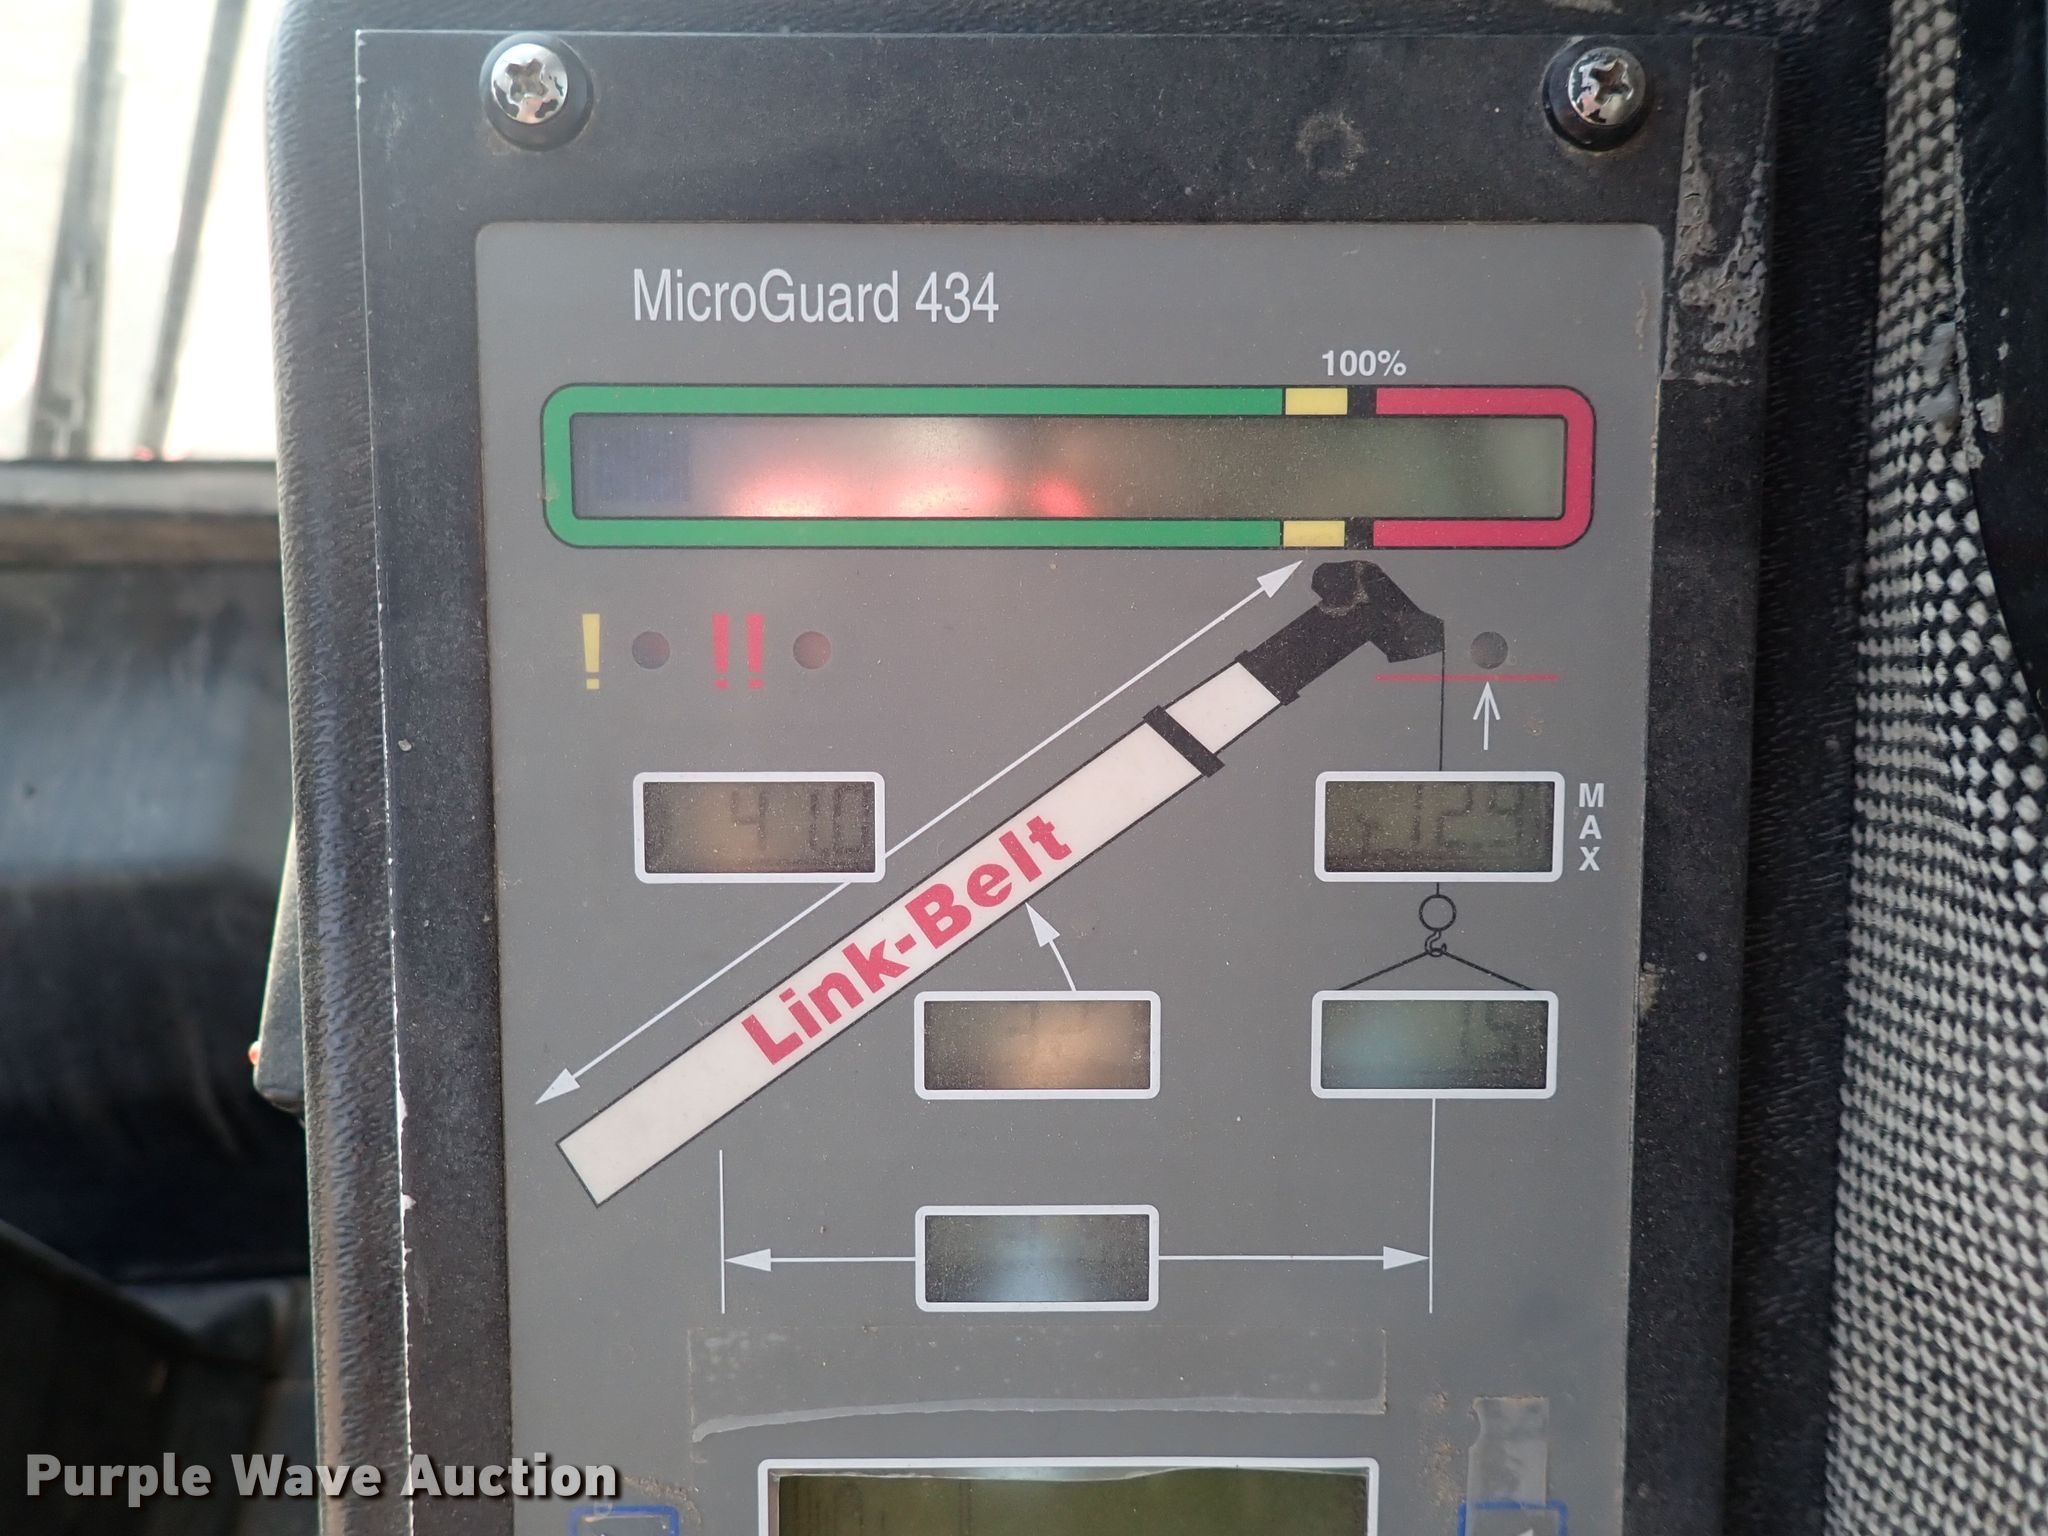 MicroGuard 434
100%
! !!
41.0
MAX
Link-Belt
Purple Wave Auction